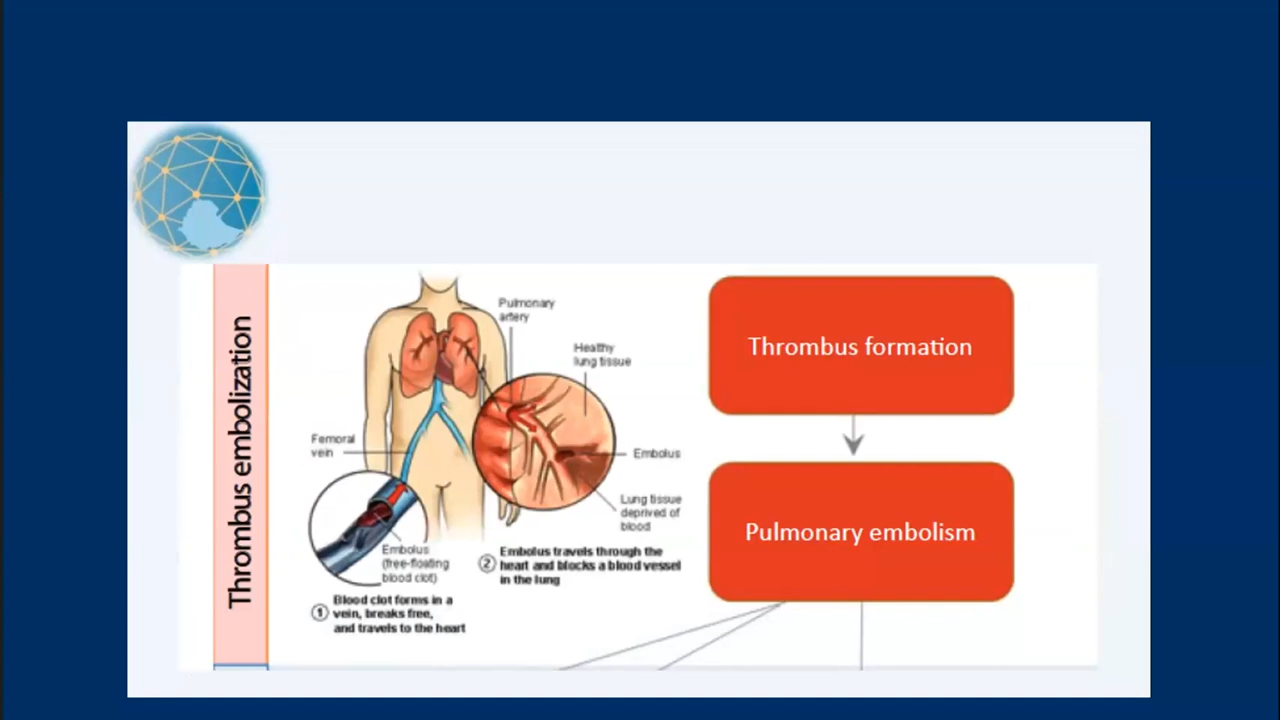 Thrombus embolization
Pulmonary
artery
Healthy
lung tissue
Femoral
vein
Embolus
Lung tissue
deprived of
blood
Embolus
(free-floating
blood clot)
① Blood clot forms in a
vein, breaks free,
and travels to the heart
② Embolus travels through the
heart and blocks a blood vessel
in the lung
Thrombus formation
Pulmonary embolism